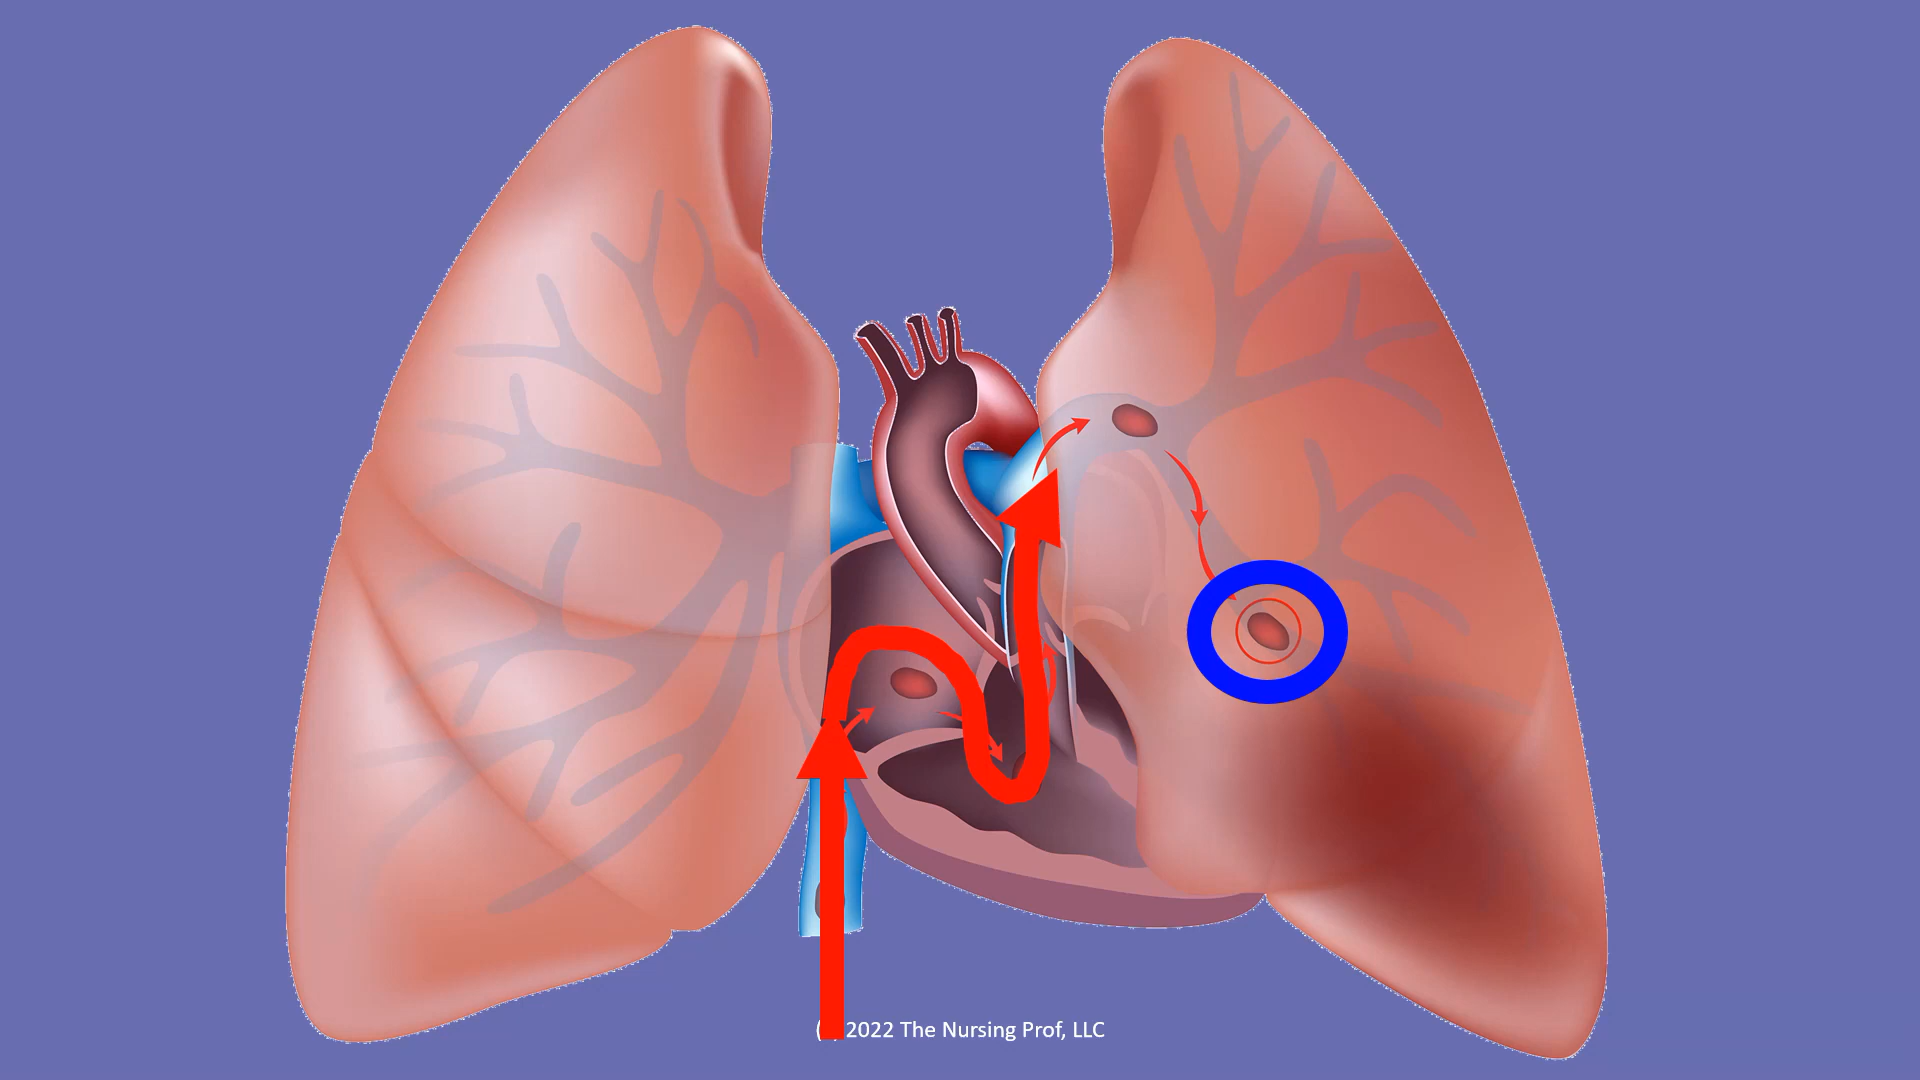 ( 2022 The Nursing Prof, LLC